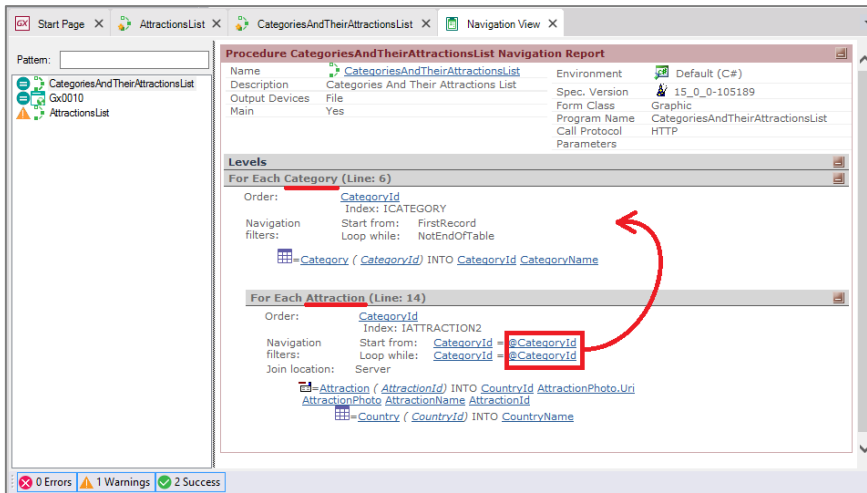 Start Page AttractionsList CategoriesAndTheirAttractionsList Navigation View
Pattern:
CategoriesAndTheirAttractionsList
Gx0010
AttractionsList
Procedure CategoriesAndTheirAttractionsList Navigation Report
Name CategoriesAndTheirAttractionsList
Description Categories And Their Attractions List
Output Devices File
Main Yes
Environment Default (C#)
Spec. Version 15_0_0-105189
Form Class Graphic
Program Name CategoriesAndTheirAttractionsList
Call Protocol HTTP
Parameters
Levels
For Each Category (Line: 6)
Order: CategoryId
Index: ICATEGORY
Navigation Start from: FirstRecord
filters: Loop while: NotEndOfTable
=Category ( CategoryId) INTO CategoryId CategoryName
For Each Attraction (Line: 14)
Order: CategoryId
Index: IATTRACTION2
Navigation Start from: CategoryId = @CategoryId
filters: Loop while: CategoryId = @CategoryId
Join location: Server
=Attraction ( AttractionId) INTO CountryId AttractionPhoto.Uri
AttractionPhoto AttractionName AttractionId
=Country ( CountryId) INTO CountryName
0 Errors 1 Warnings 2 Success